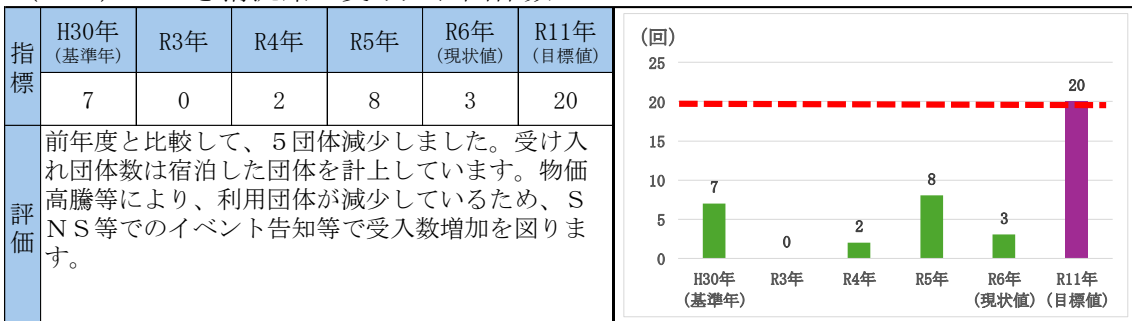 指標
H30年 R3年 R4年 R5年 R6年 R11年
(基準年) (現状値) (目標値)
7 0 2 8 3 20
評価
前年度と比較して、５団体減少しました。受け入
れ団体数は宿泊した団体を計上しています。物価
高騰等により、利用団体が減少しているため、Ｓ
ＮＳ等でのイベント告知等で受入数増加を図りま
す。
(回)
25
20
15
10
5
0
7
0
2
8
3
20
H30年 R3年 R4年 R5年 R6年 R11年
(基準年) (現状値) (目標値)